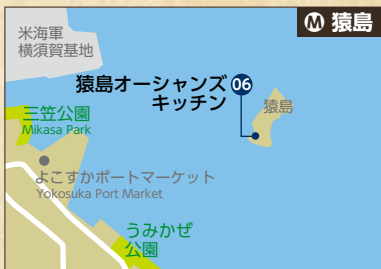 Ⓜ 猿島
米海軍
横須賀基地
猿島オーシャンズ 06
キッチン
猿島
三笠公園
Mikasa Park
よこすかポートマーケット
Yokosuka Port Market
うみかぜ
公園